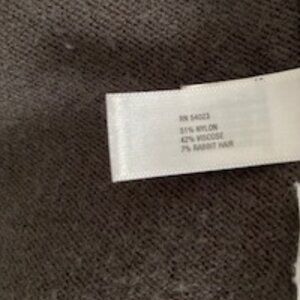 RN 54023
51% NYLON
42% VISCOSE
7% RABBIT HAIR